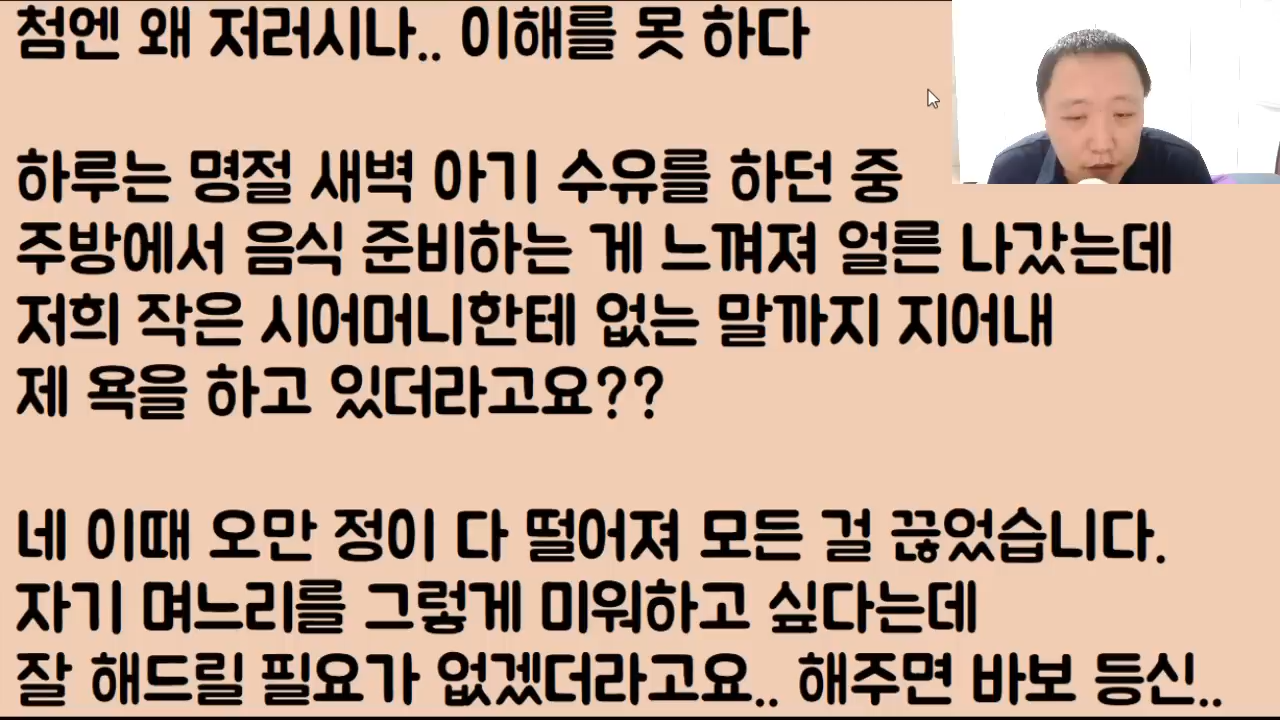 첨엔 왜 저러시나.. 이해를 못 하다
하루는 명절 새벽 아기 수유를 하던 중
주방에서 음식 준비하는 게 느껴져 얼른 나갔는데
저희 작은 시어머니한테 없는 말까지 지어내
제 욕을 하고 있더라고요??
네 이때 오만 정이 다 떨어져 모든 걸 끊었습니다.
자기 며느리를 그렇게 미워하고 싶다는데
잘 해드릴 필요가 없겠더라고요.. 해주면 바보 등신..